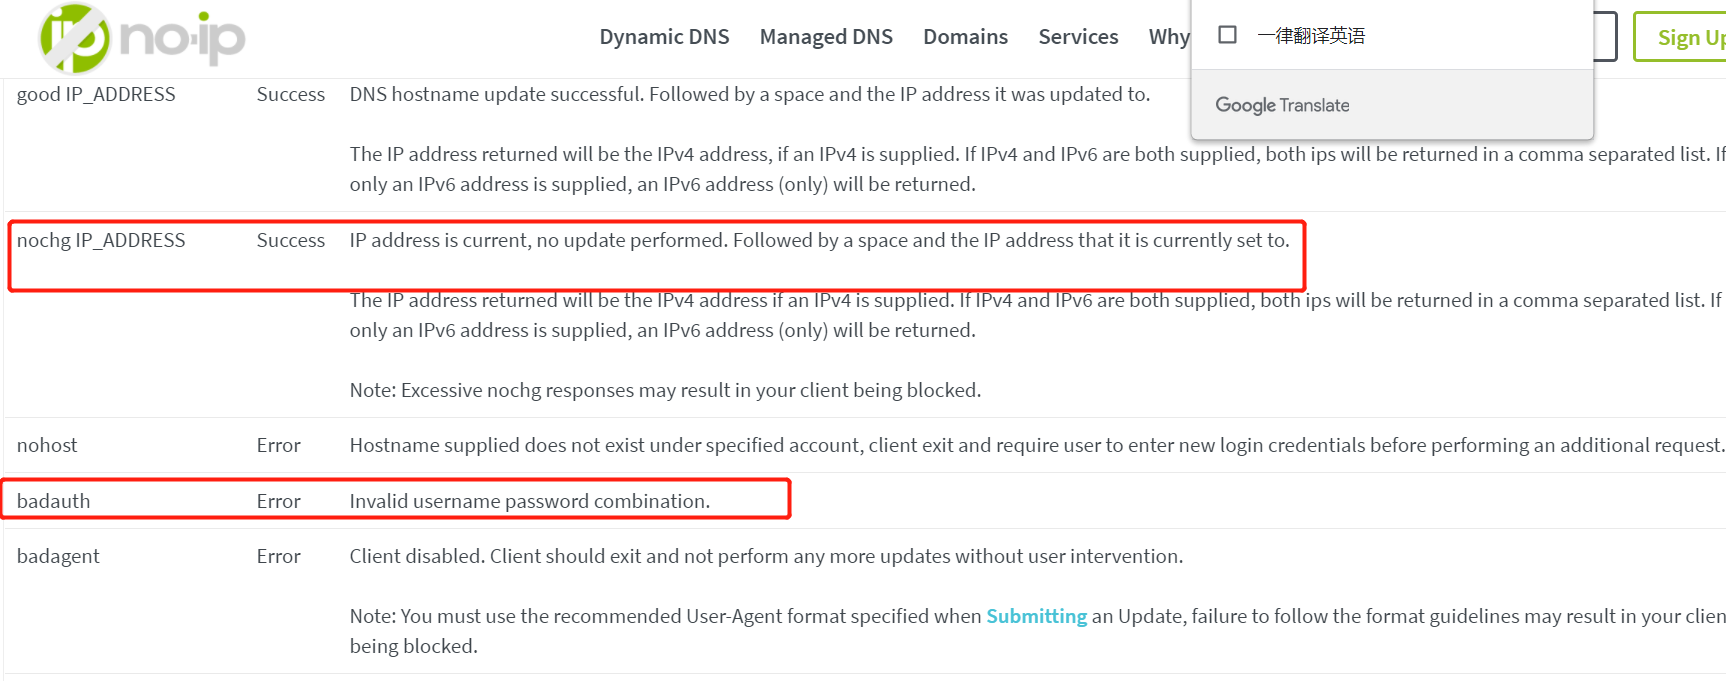 no-ip
Dynamic DNS Managed DNS Domains Services Why
一律翻译英语
Sign Up
Google Translate
good IP_ADDRESS Success DNS hostname update successful. Followed by a space and the IP address it was updated to.
The IP address returned will be the IPv4 address, if an IPv4 is supplied. If IPv4 and IPv6 are both supplied, both ips will be returned in a comma separated list. If
only an IPv6 address is supplied, an IPv6 address (only) will be returned.
nochg IP_ADDRESS Success IP address is current, no update performed. Followed by a space and the IP address that it is currently set to.
The IP address returned will be the IPv4 address if an IPv4 is supplied. If IPv4 and IPv6 are both supplied, both ips will be returned in a comma separated list. If
only an IPv6 address is supplied, an IPv6 address (only) will be returned.
Note: Excessive nochg responses may result in your client being blocked.
nohost Error Hostname supplied does not exist under specified account, client exit and require user to enter new login credentials before performing an additional request.
badauth Error Invalid username password combination.
badagent Error Client disabled. Client should exit and not perform any more updates without user intervention.
Note: You must use the recommended User-Agent format specified when Submitting an Update, failure to follow the format guidelines may result in your client
being blocked.